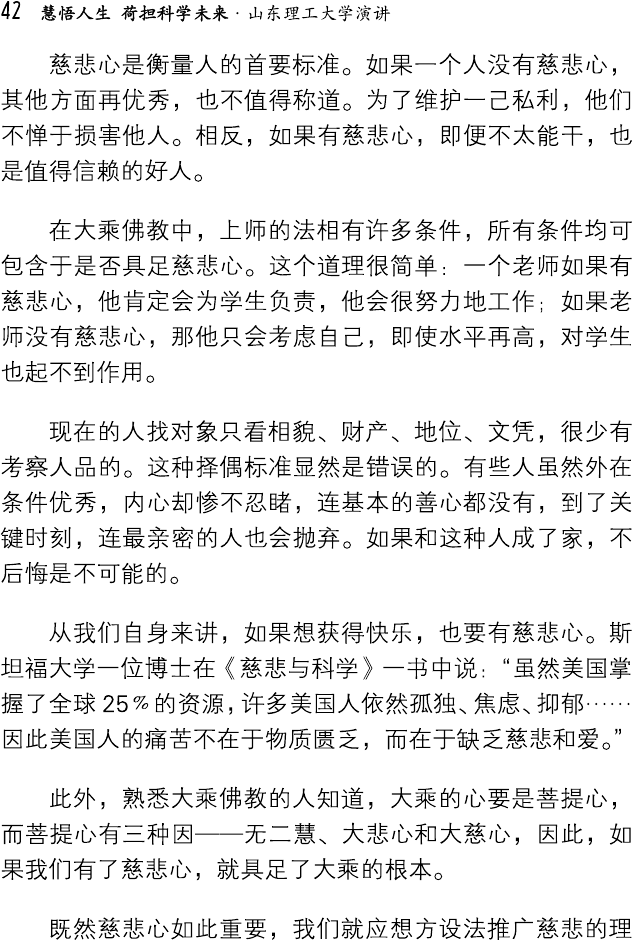 42 慧悟人生 荷担科学未来·山东理工大学演讲
慈悲心是衡量人的首要标准。如果一个人没有慈悲心，
其他方面再优秀，也不值得称道。为了维护一己私利，他们
不惮于损害他人。相反，如果有慈悲心，即便不太能干，也
是值得信赖的好人。
在大乘佛教中，上师的法相有许多条件，所有条件均可
包含于是否具足慈悲心。这个道理很简单：一个老师如果有
慈悲心，他肯定会为学生负责，他会很努力地工作；如果老
师没有慈悲心，那他只会考虑自己，即使水平再高，对学生
也起不到作用。
现在的人找对象只看相貌、财产、地位、文凭，很少有
考察人品的。这种择偶标准显然是错误的。有些人虽然外在
条件优秀，内心却惨不忍睹，连基本的善心都没有，到了关
键时刻，连最亲密的人也会抛弃。如果和这种人成了家，不
后悔是不可能的。
从我们自身来讲，如果想获得快乐，也要有慈悲心。斯
坦福大学一位博士在《慈悲与科学》一书中说：“虽然美国掌
握了全球25%的资源，许多美国人依然孤独、焦虑、抑郁……
因此美国人的痛苦不在于物质匮乏，而在于缺乏慈悲和爱。”
此外，熟悉大乘佛教的人知道，大乘的心要是菩提心，
而菩提心有三种因——无二慧、大悲心和大慈心，因此，如
果我们有了慈悲心，就具足了大乘的根本。
既然慈悲心如此重要，我们就应想方设法推广慈悲的理